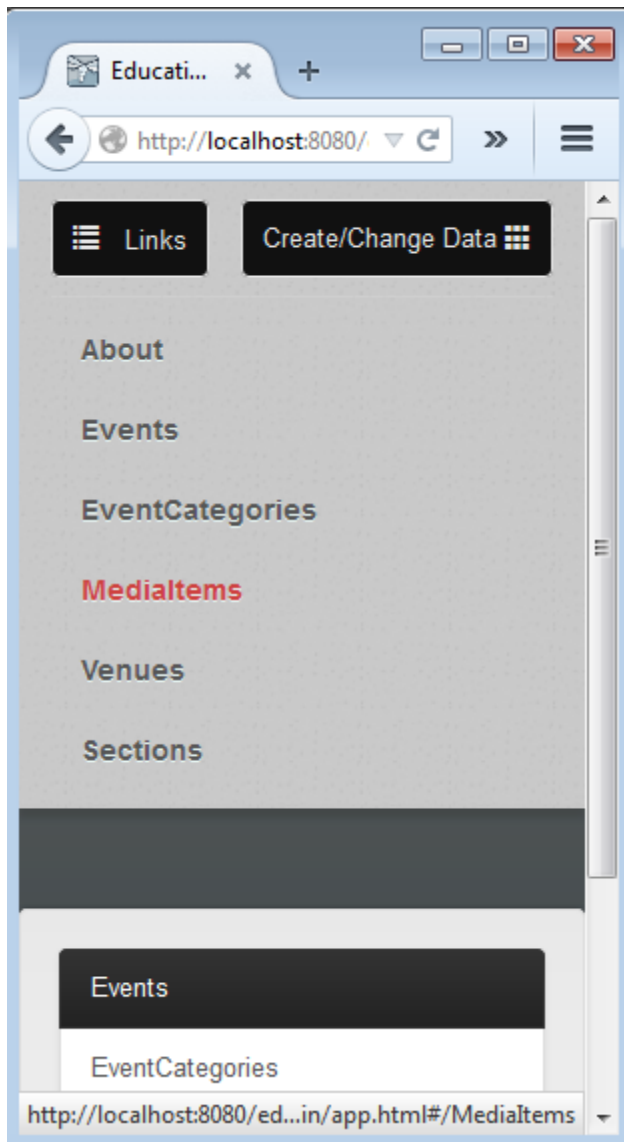 Educati...
http://localhost:8080/
Links
Create/Change Data
About
Events
EventCategories
MediaItems
Venues
Sections
Events
EventCategories
http://localhost:8080/ed...in/app.html#/MediaItems